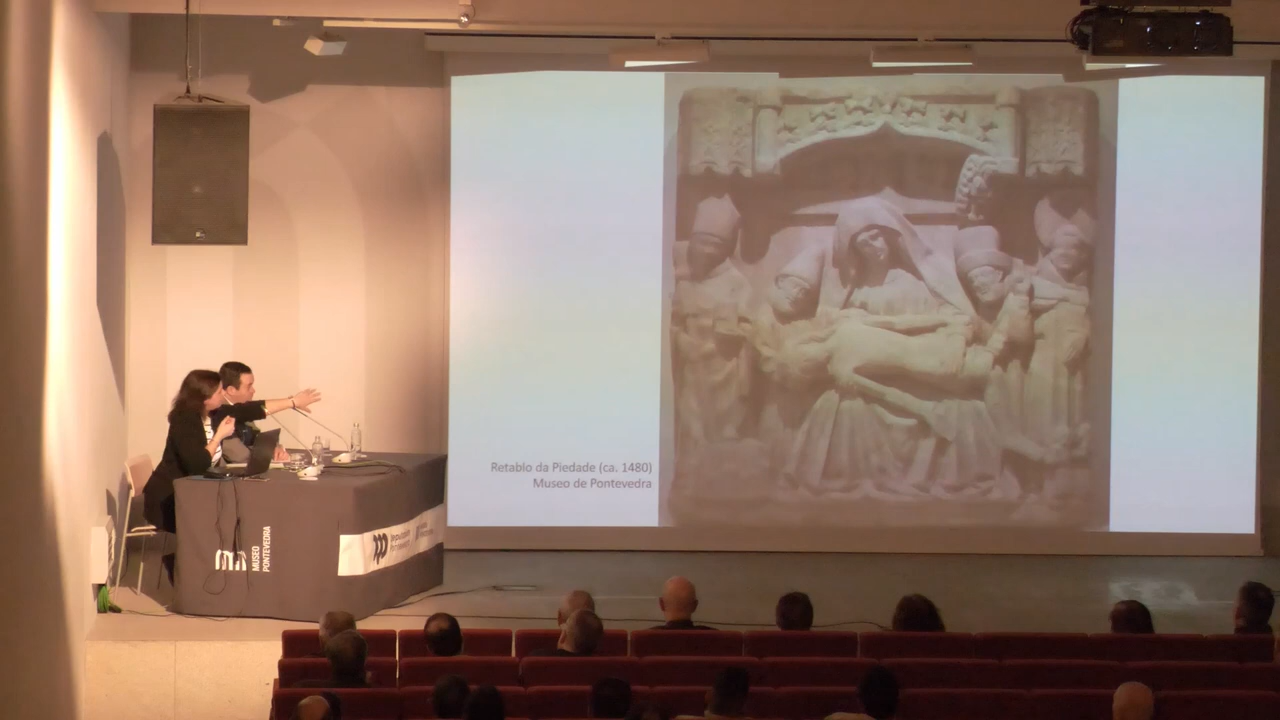 Retablo da Piedade (ca. 1480)
Museo de Pontevedra
MUSEO
PONTEVEDRA